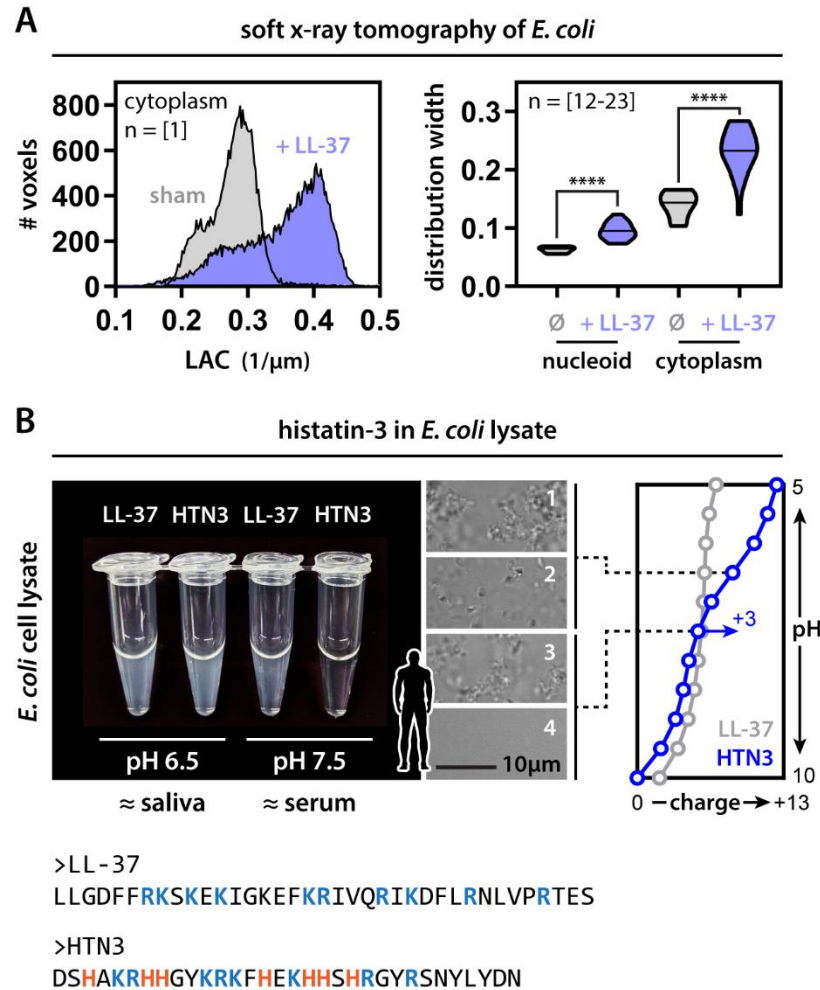 A
soft x-ray tomography of E. coli
cytoplasm
n = [1]
+ LL-37
sham
# voxels
800
600
400
200
0
0.1 0.2 0.3 0.4 0.5
LAC (1/μm)
n = [12-23]
****
****
distribution width
0.3
0.2
0.1
0.0
Ø + LL-37 Ø + LL-37
nucleoid cytoplasm
B
histatin-3 in E. coli lysate
E. coli cell lysate
LL-37 HTN3 LL-37 HTN3
pH 6.5 pH 7.5
≈ saliva ≈ serum
1
2
3
4
10μm
5
+3
pH
LL-37
HTN3
10
0 charge +13
>LL-37
LLGDFFRKSKEKIGKEFKRIVQRIKDFLRNLVPRTES
>HTN3
DSHAKRHHGYKRKFHEKHHSHRGYRSNYLYDN